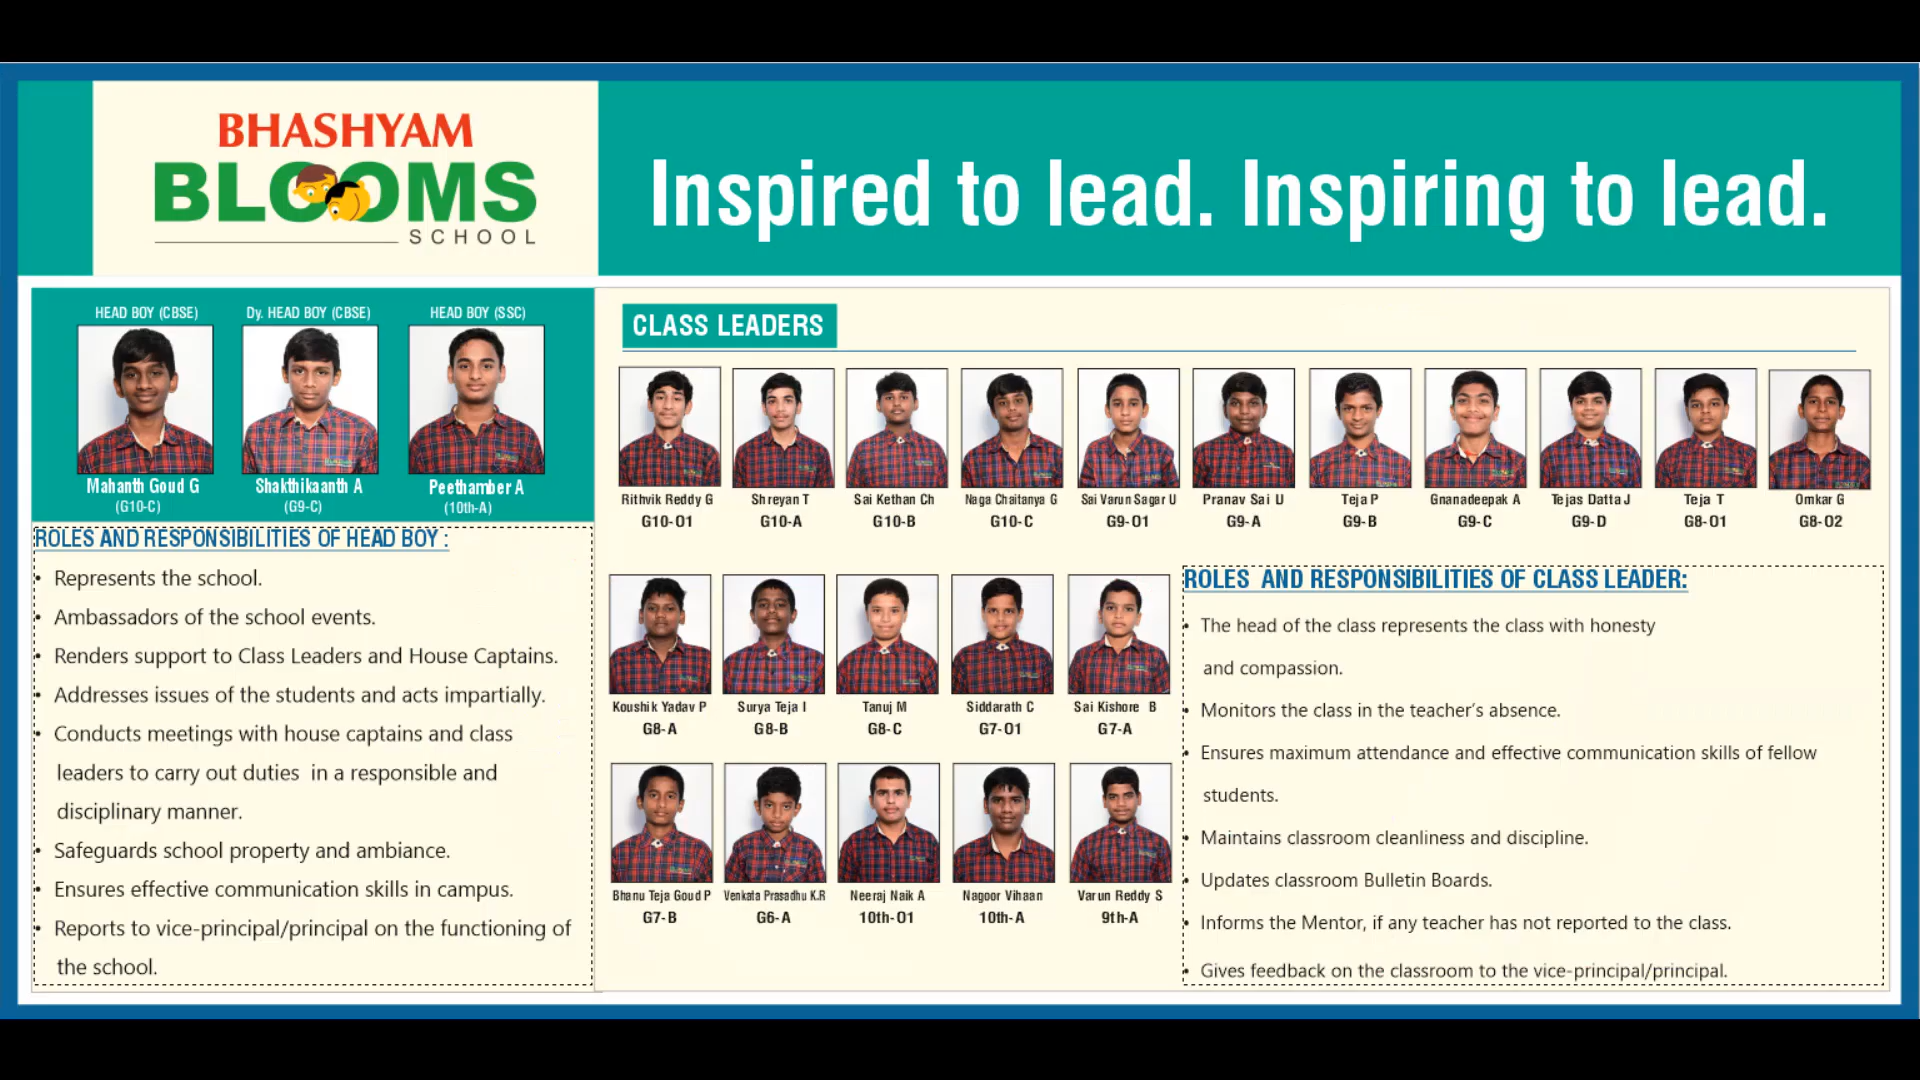 BHASHYAM
BLOOMS
SCHOOL
Inspired to lead. Inspiring to lead.
HEAD BOY (CBSE)
Dy. HEAD BOY (CBSE)
HEAD BOY (SSC)
Mahanth Goud G
(G10-C)
Shakthikaanth A
(G9-C)
Peethamber A
(10th-A)
ROLES AND RESPONSIBILITIES OF HEAD BOY :
• Represents the school.
• Ambassadors of the school events.
• Renders support to Class Leaders and House Captains.
• Addresses issues of the students and acts impartially.
• Conducts meetings with house captains and class
leaders to carry out duties in a responsible and
disciplinary manner.
• Safeguards school property and ambiance.
• Ensures effective communication skills in campus.
• Reports to vice-principal/principal on the functioning of
the school.
CLASS LEADERS
Rithvik Reddy G
G10-O1
Shreyan T
G10-A
Sai Kethan Ch
G10-B
Naga Chaitanya G
G10-C
Sai Varun Sagar U
G9-O1
Pranav Sai U
G9-A
Teja P
G9-B
Gnanadeepak A
G9-C
Tejas Datta J
G9-D
Teja T
G8-O1
Omkar G
G8-O2
Koushik Yadav P
G8-A
Surya Teja I
G8-B
Tanuj M
G8-C
Siddarath C
G7-O1
Sai Kishore B
G7-A
Bhanu Teja Goud P
G7-B
Venkata Prasadhu K.R
G6-A
Neeraj Naik A
10th-O1
Nagoor Vihaan
10th-A
Varun Reddy S
9th-A
ROLES AND RESPONSIBILITIES OF CLASS LEADER:
• The head of the class represents the class with honesty
and compassion.
• Monitors the class in the teacher’s absence.
• Ensures maximum attendance and effective communication skills of fellow
students.
• Maintains classroom cleanliness and discipline.
• Updates classroom Bulletin Boards.
• Informs the Mentor, if any teacher has not reported to the class.
• Gives feedback on the classroom to the vice-principal/principal.